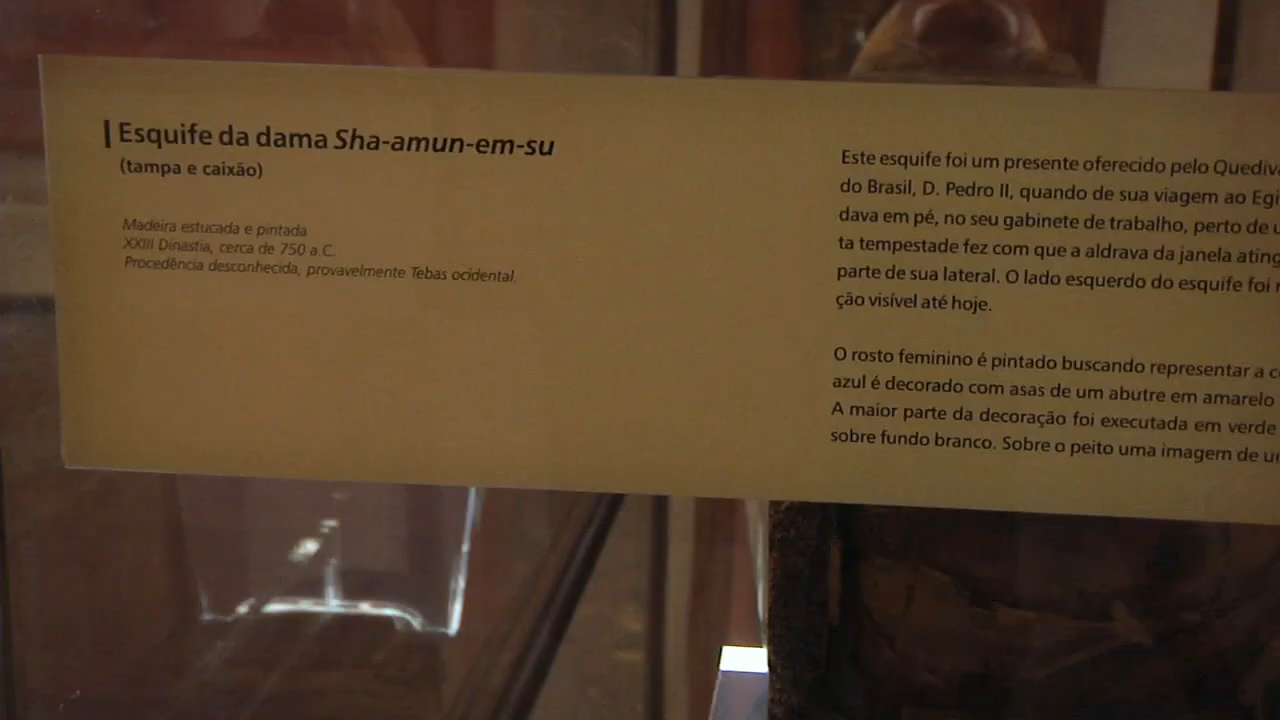 Esquife da dama Sha-amun-em-su
(tampa e caixão)
Madeira estucada e pintada
XXIII Dinastia, cerca de 750 a.C.
Procedência desconhecida, provavelmente Tebas ocidental.
Este esquife foi um presente oferecido pelo
do Brasil, D. Pedro II, quando de sua viagem ao
dava em pé, no seu gabinete de trabalho, perto de
ta tempestade fez com que a aldrava da janela
parte de sua lateral. O lado esquerdo do esquife foi
ção visível até hoje.
O rosto feminino é pintado buscando representar a
azul é decorado com asas de um abutre em amarelo
A maior parte da decoração foi executada em verde
sobre fundo branco. Sobre o peito uma imagem de